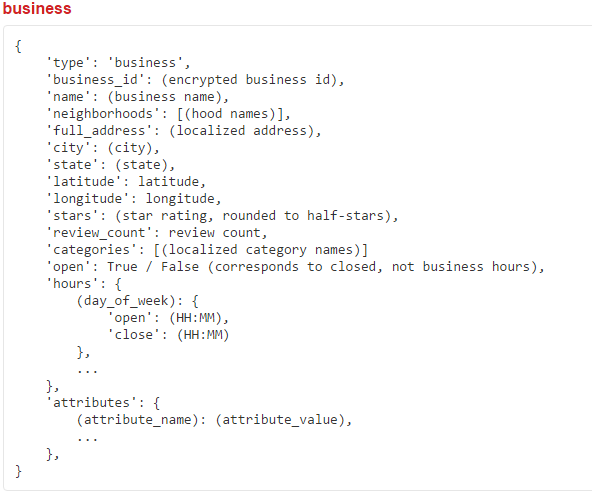 business
{
    'type': 'business',
    'business_id': (encrypted business id),
    'name': (business name),
    'neighborhoods': [(hood names)],
    'full_address': (localized address),
    'city': (city),
    'state': (state),
    'latitude': latitude,
    'longitude': longitude,
    'stars': (star rating, rounded to half-stars),
    'review_count': review count,
    'categories': [(localized category names)]
    'open': True / False (corresponds to closed, not business hours),
    'hours': {
        (day_of_week): {
            'open': (HH:MM),
            'close': (HH:MM)
        },
        ...
    },
    'attributes': {
        (attribute_name): (attribute_value),
        ...
    },
}